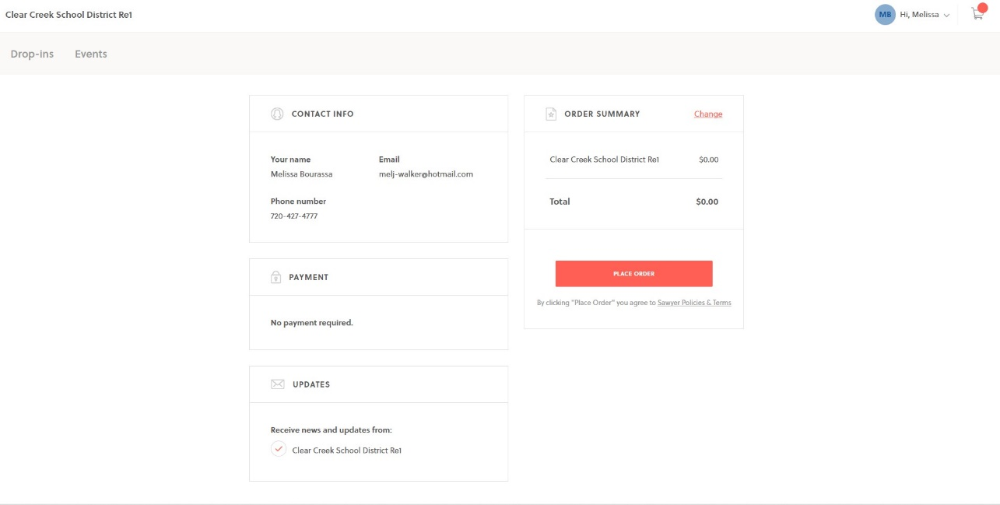 Clear Creek School District Re1
MB Hi, Melissa
Drop-ins Events
CONTACT INFO
Your name Email
Melissa Bourassa melj-walker@hotmail.com
Phone number
720-427-4777
PAYMENT
No payment required.
UPDATES
Receive news and updates from:
Clear Creek School District Re1
ORDER SUMMARY Change
Clear Creek School District Re1 $0.00
Total $0.00
PLACE ORDER
By clicking "Place Order" you agree to Sawyer Policies & Terms